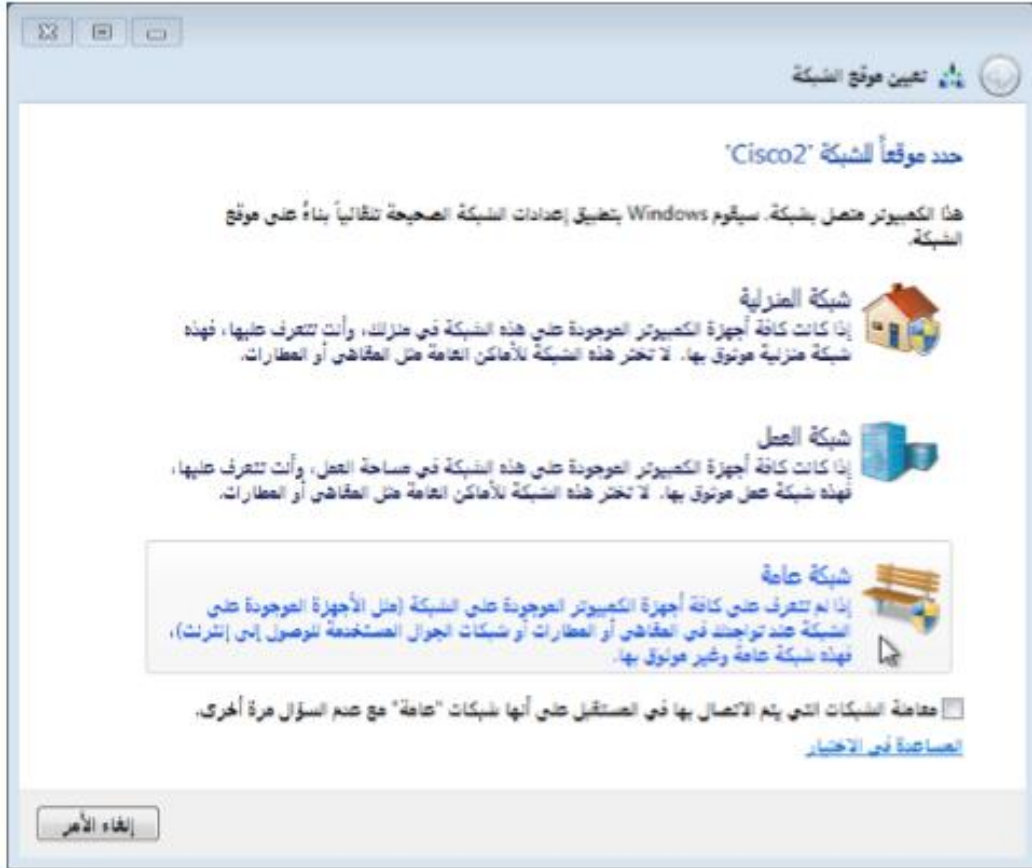 تعيين موقع الشبكة
حدد موقعاً للشبكة "Cisco2"
هذا الكمبيوتر متصل بشبكة. سيقوم Windows بتطبيق إعدادات الشبكة الصحيحة تلقائياً بناءً على موقع
الشبكة.
شبكة المنزلية
إذا كانت كافة أجهزة الكمبيوتر الموجودة على هذه الشبكة في منزلك، وأنت تتعرف عليها، فهذه
شبكة منزلية موثوق بها. لا تختر هذه الشبكة للأماكن العامة مثل المقاهي أو المطارات.
شبكة العمل
إذا كانت كافة أجهزة الكمبيوتر الموجودة على هذه الشبكة في مساحة العمل، وأنت تتعرف عليها،
فهذه شبكة عمل موثوق بها. لا تختر هذه الشبكة للأماكن العامة مثل المقاهي أو المطارات.
شبكة عامة
إذا لم تتعرف على كافة أجهزة الكمبيوتر الموجودة على الشبكة (مثل الأجهزة الموجودة على
الشبكة عند تواجدك في المقاهي أو المطارات أو شبكات الجوال المستخدمة للوصول إلى إنترنت)،
فهذه شبكة عامة وغير موثوق بها.
معاملة الشبكات التي يتم الاتصال بها في المستقبل على أنها شبكات "عامة" مع عدم السؤال مرة أخرى.
المساعدة في الاختيار
إلغاء الأمر